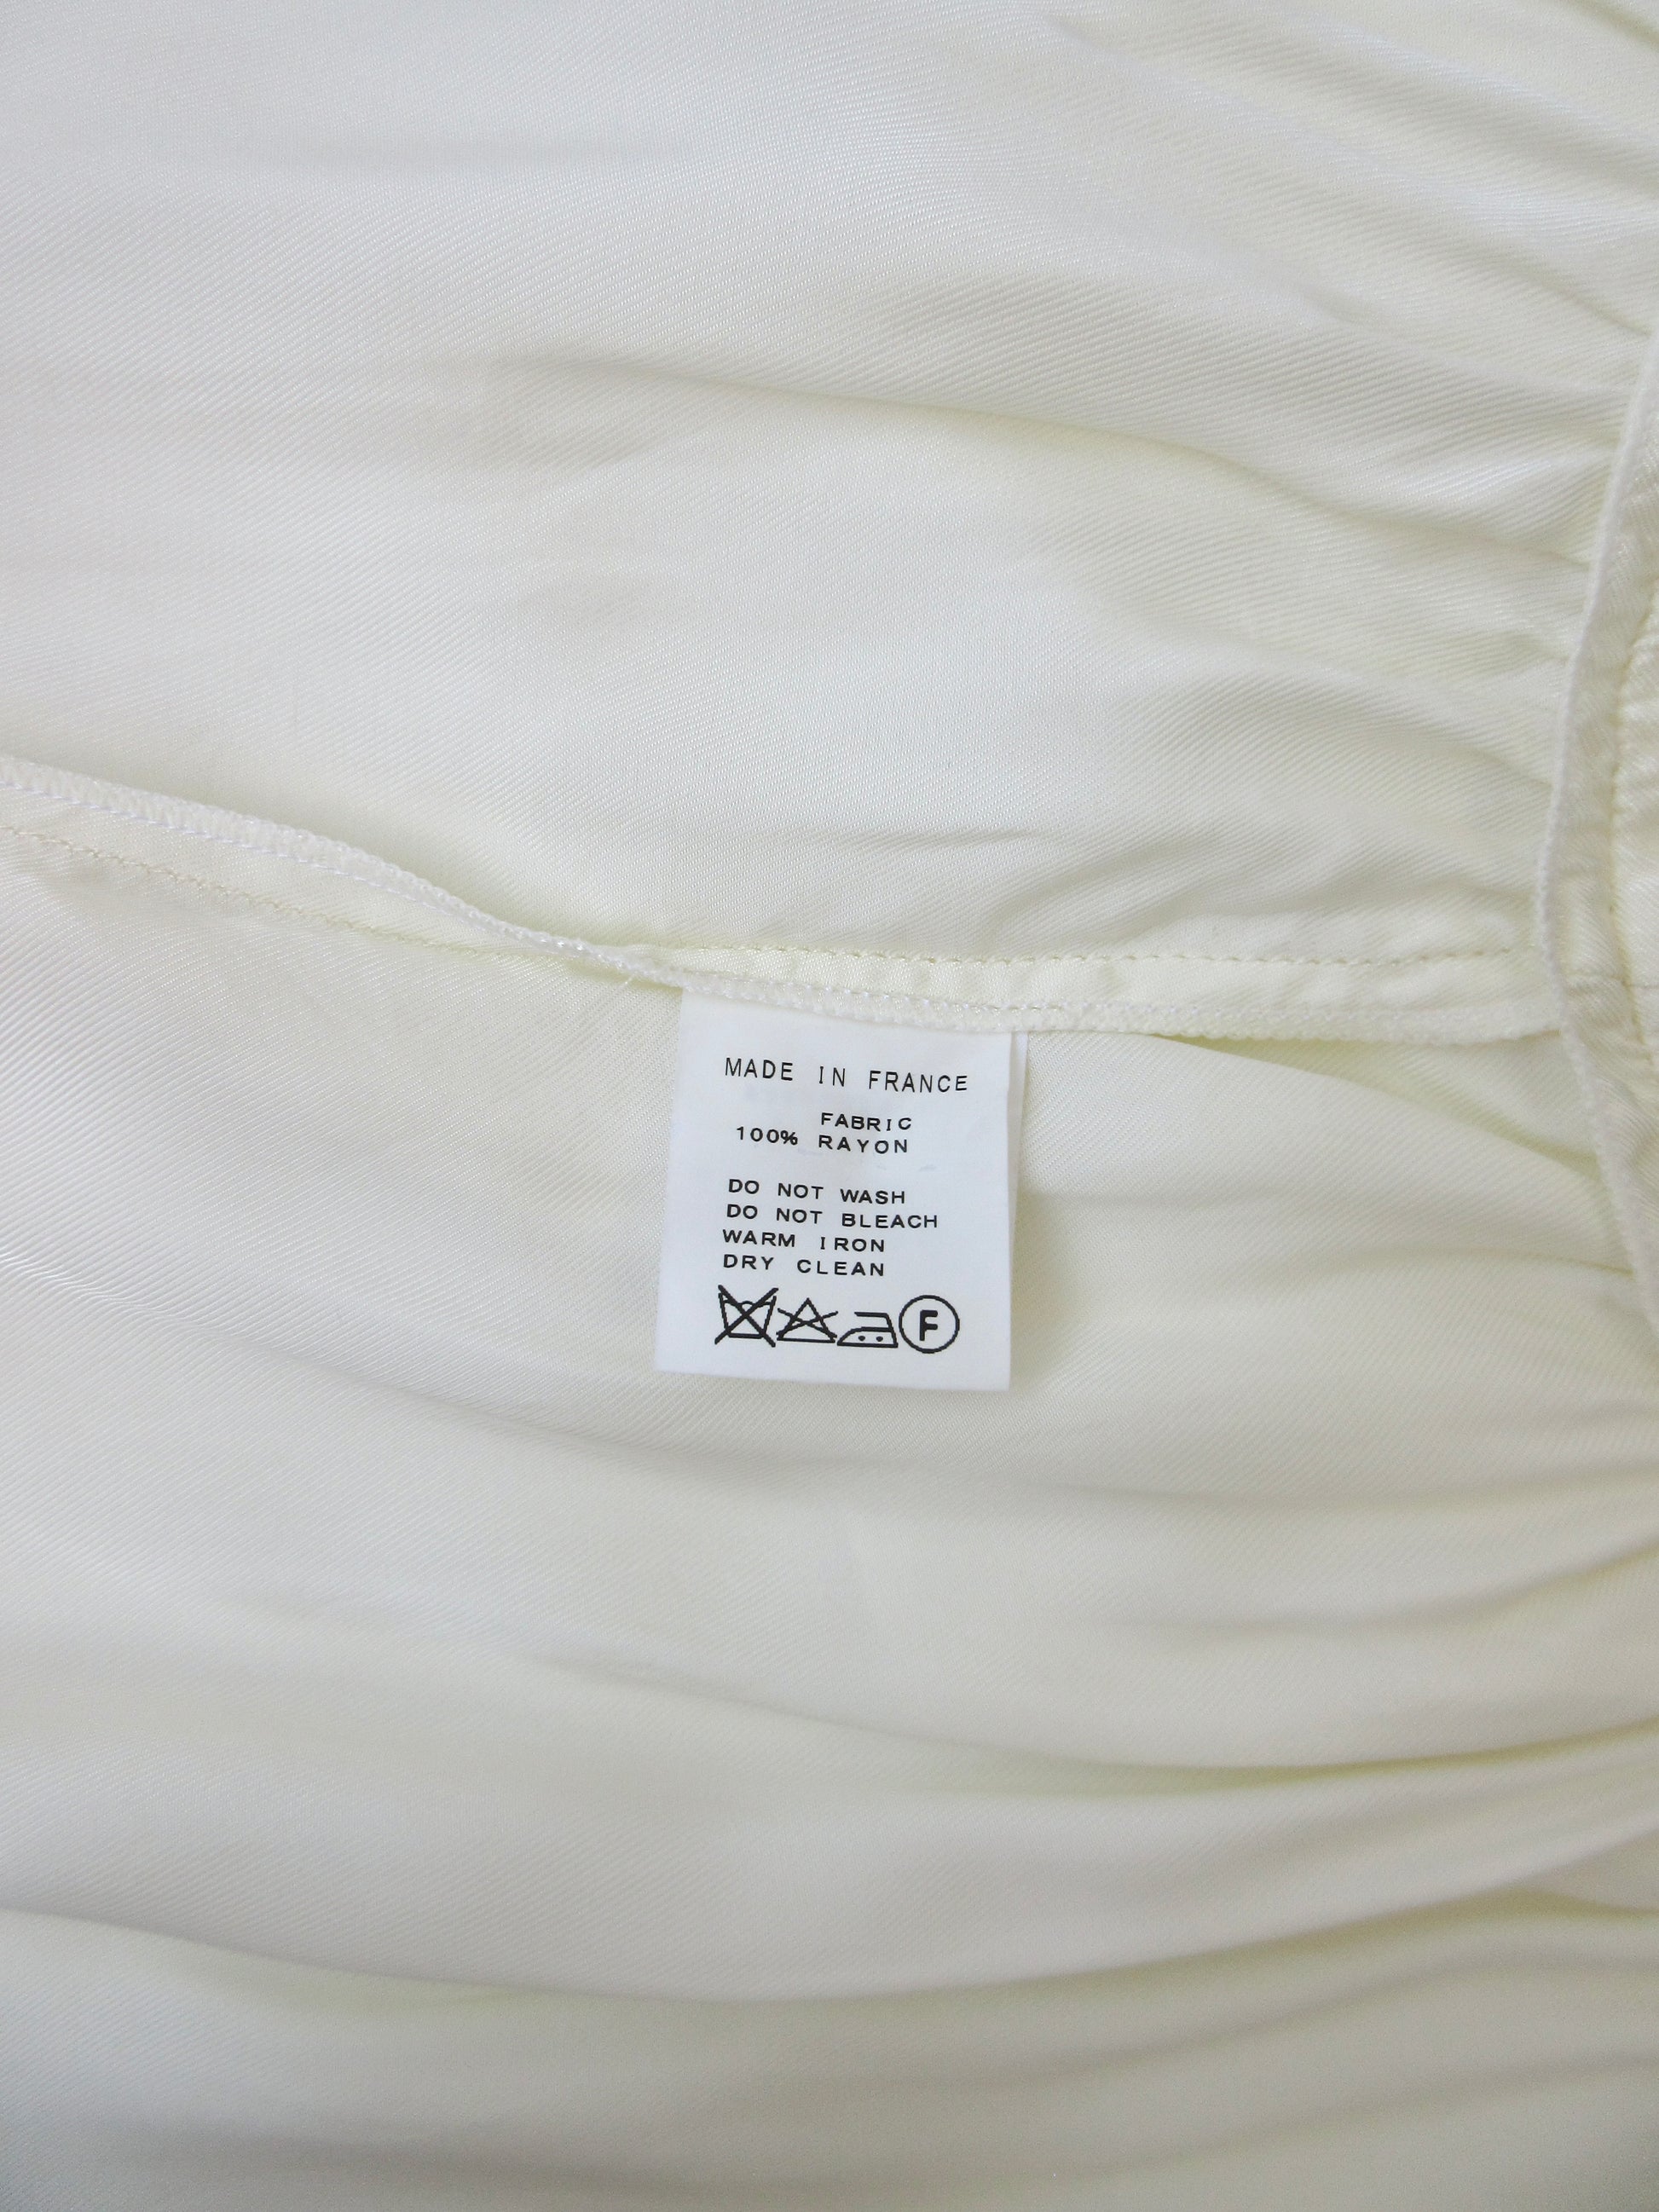 MADE IN FRANCE
FABRIC
100% RAYON
DO NOT WASH
DO NOT BLEACH
WARM IRON
DRY CLEAN
F